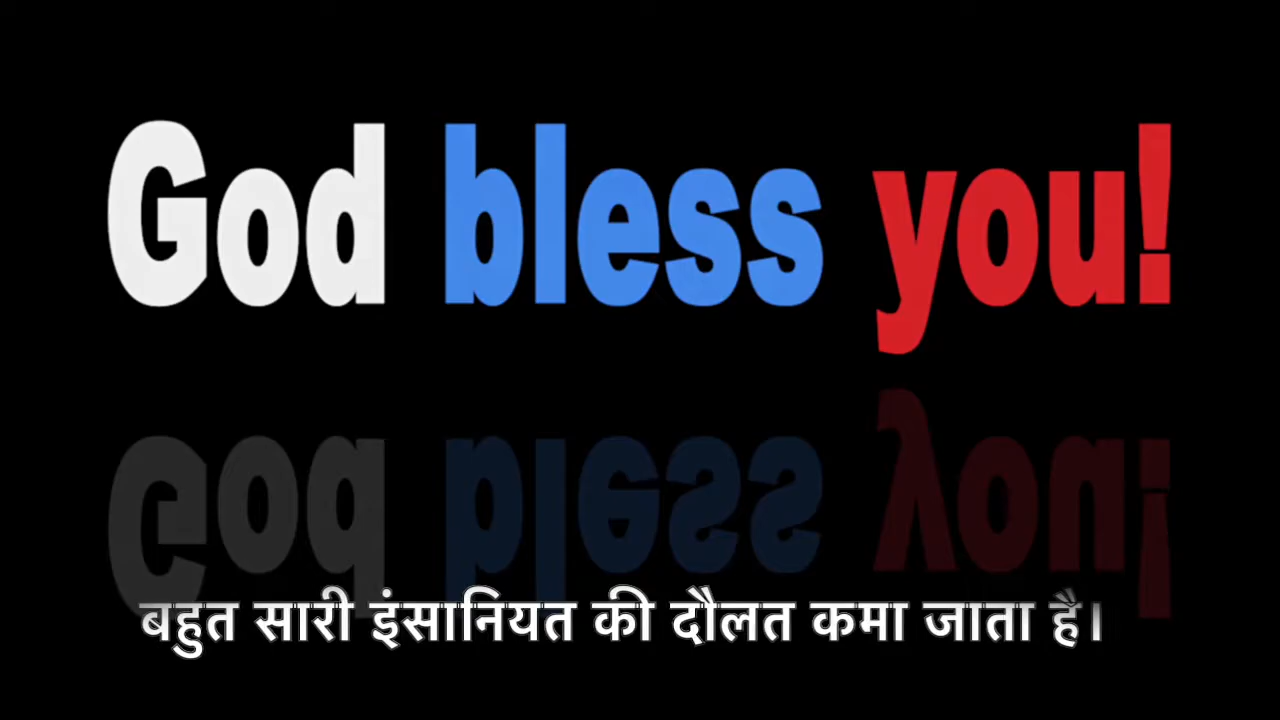 God bless you!
बहुत सारी इंसानियत की दौलत कमा जाता है।